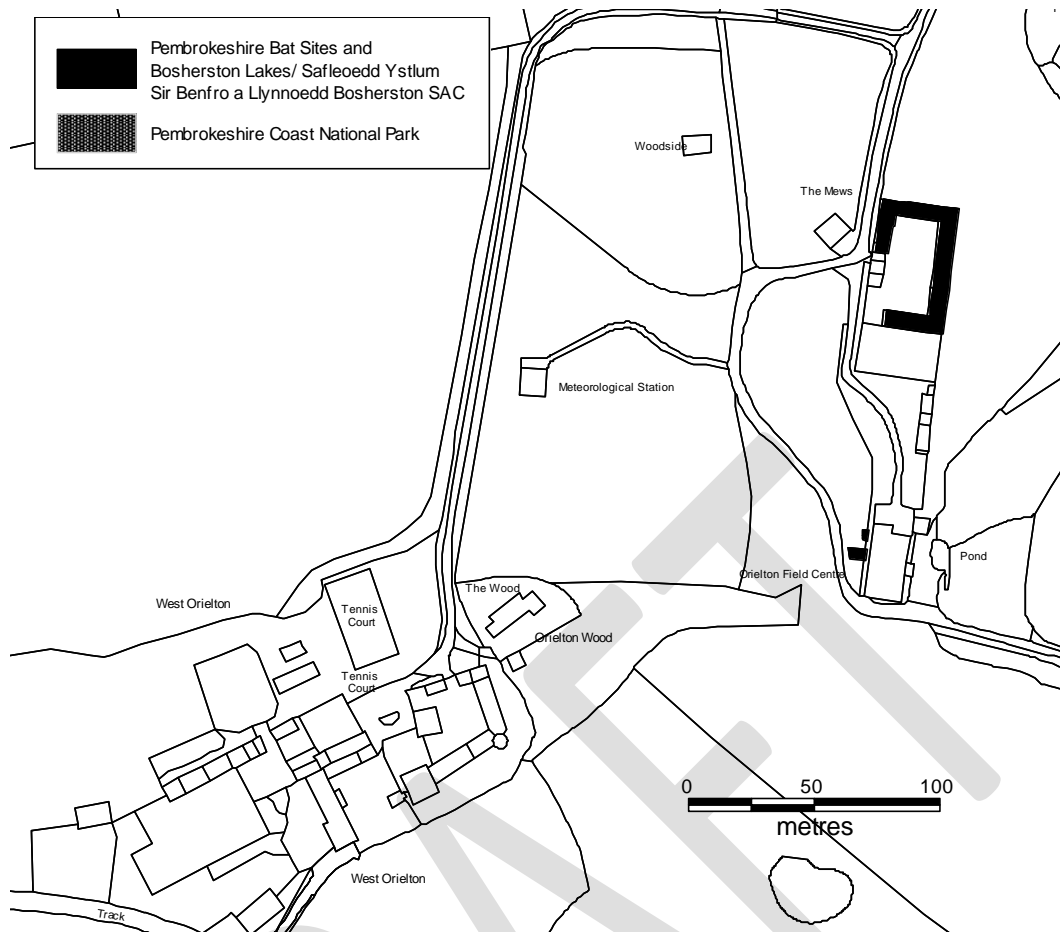 Pembrokeshire Bat Sites and
Bosherston Lakes/ Safleoedd Ystlum
Sir Benfro a Llynnoedd Bosherston SAC
Pembrokeshire Coast National Park
Woodside
The Mews
Meteorological Station
Pond
Orielton Field Centre
West Orielton
Tennis
Court
The Wood
Orielton Wood
Tennis
Court
0 50 100
metres
West Orielton
Track
DRAFT